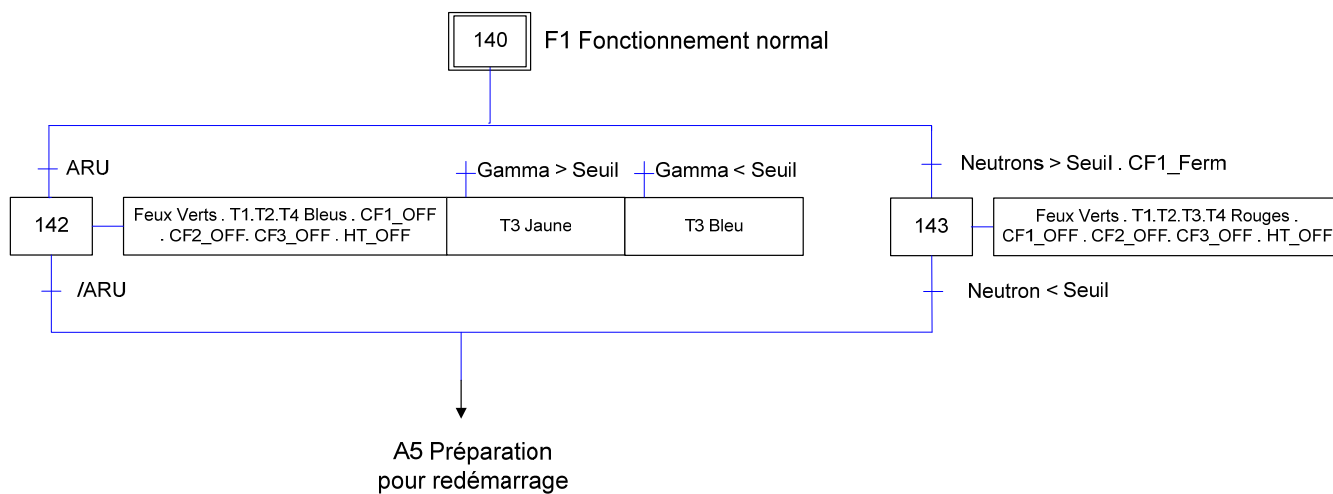 140
F1 Fonctionnement normal
ARU
Gamma > Seuil
Gamma < Seuil
Neutrons > Seuil . CF1_Ferm
142
Feux Verts . T1.T2.T4 Bleus . CF1_OFF
. CF2_OFF. CF3_OFF . HT_OFF
T3 Jaune
T3 Bleu
143
Feux Verts . T1.T2.T3.T4 Rouges .
CF1_OFF . CF2_OFF. CF3_OFF . HT_OFF
/ARU
Neutron < Seuil
A5 Préparation
pour redémarrage